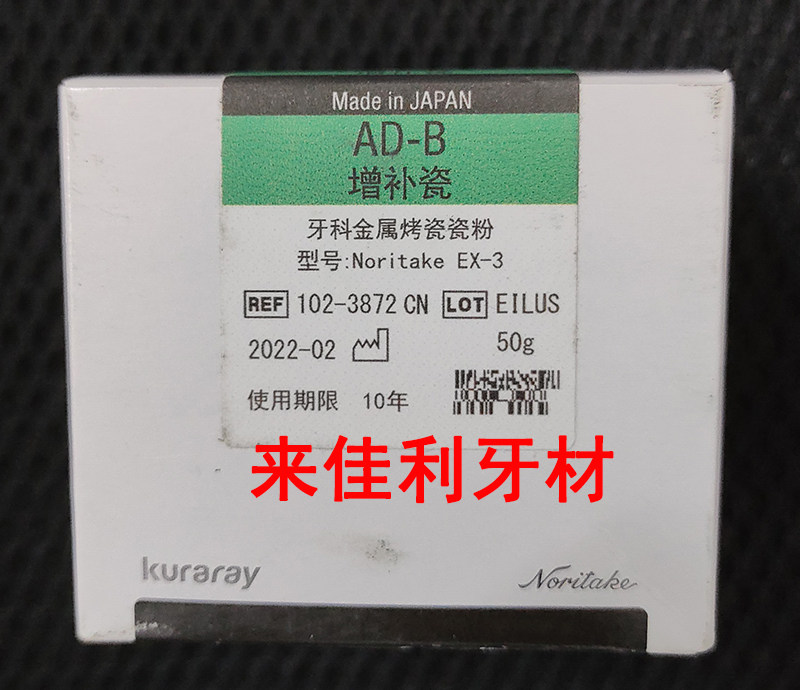 Made in JAPAN
AD-B
增补瓷
牙科金属烤瓷瓷粉
型号:Noritake EX-3
REF 102-3872 CN LOT EILUS
2022-02 50g
使用期限 10年
来佳利牙材
kuraray Noritake